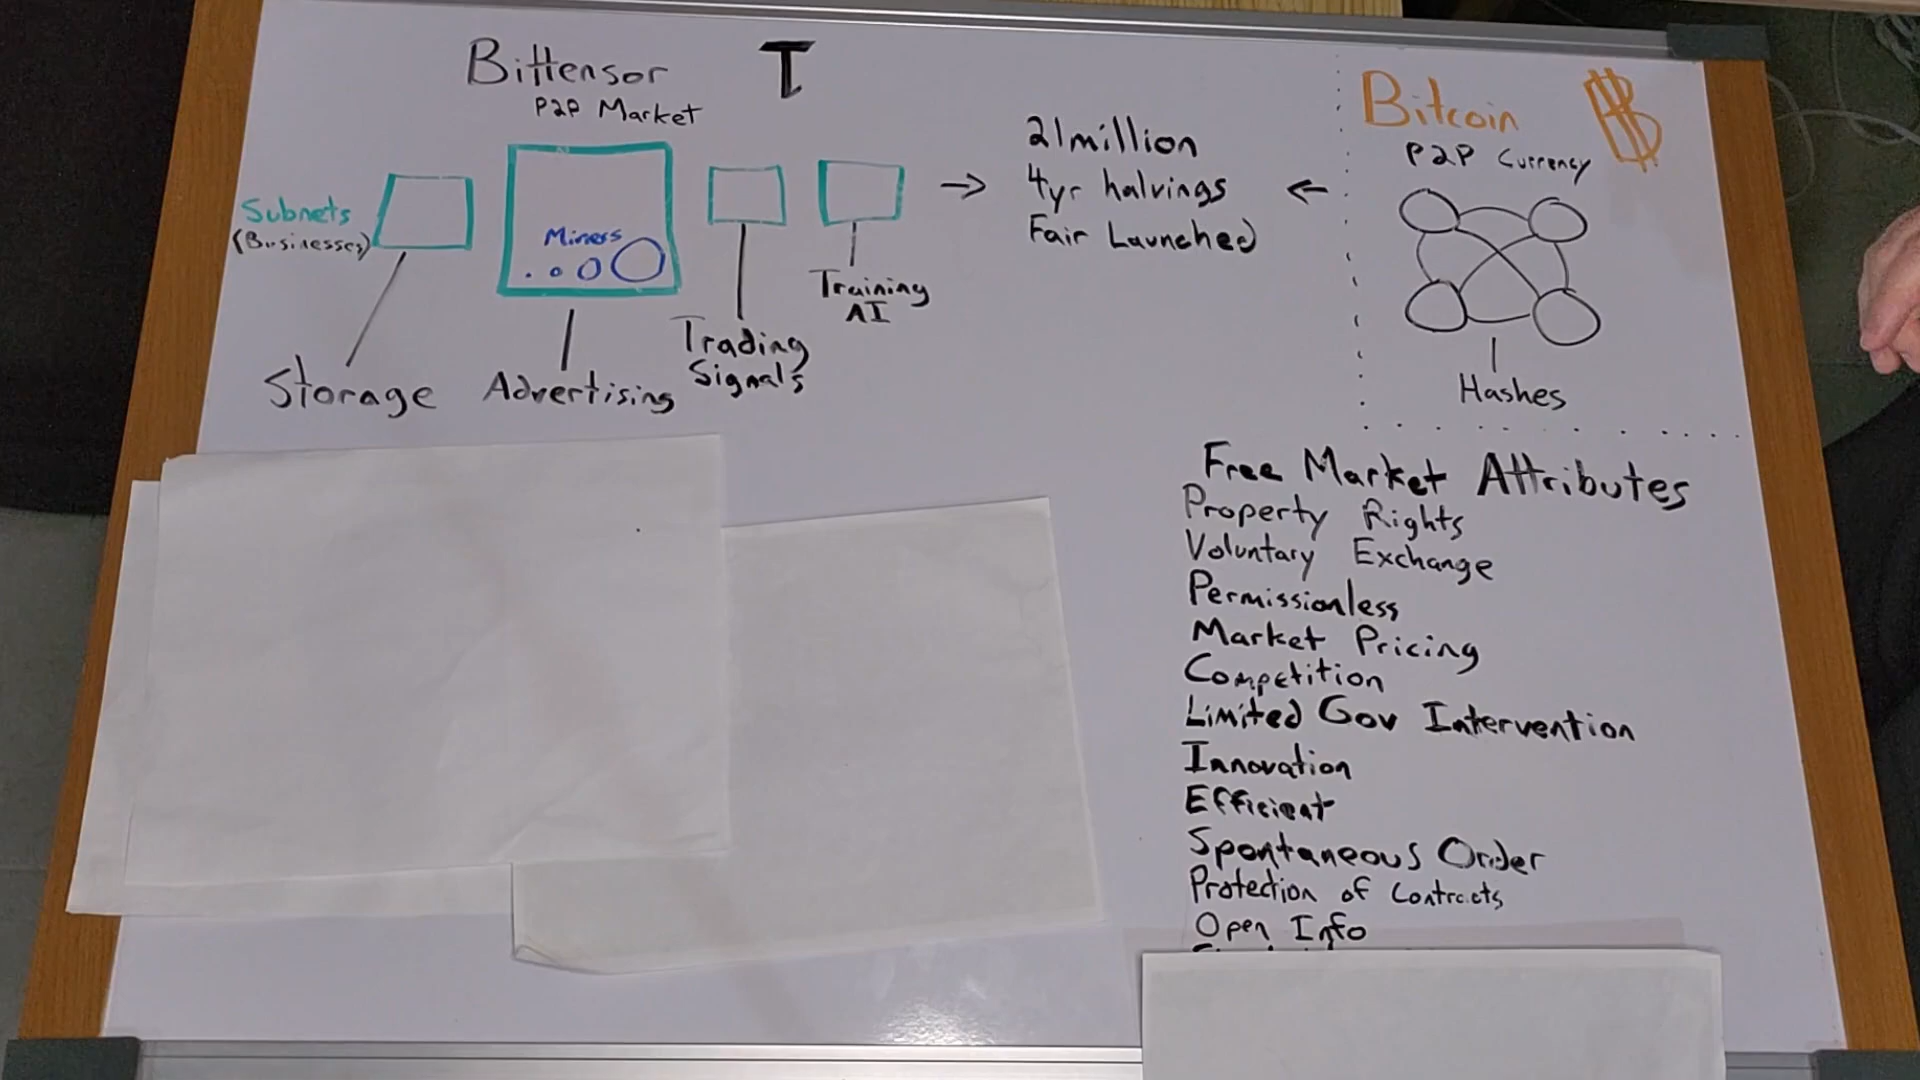 Bittensor
P2P Market
Subnets
(Businesses)
Miners
Storage
Advertising
Trading
Signals
Training
AI
21million
4yr halvings
Fair Launched
Bitcoin
P2P Currency
Hashes
Free Market Attributes
Property Rights
Voluntary Exchange
Permissionless
Market Pricing
Competition
Limited Gov Intervention
Innovation
Efficient
Spontaneous Order
Protection of Contracts
Open Info